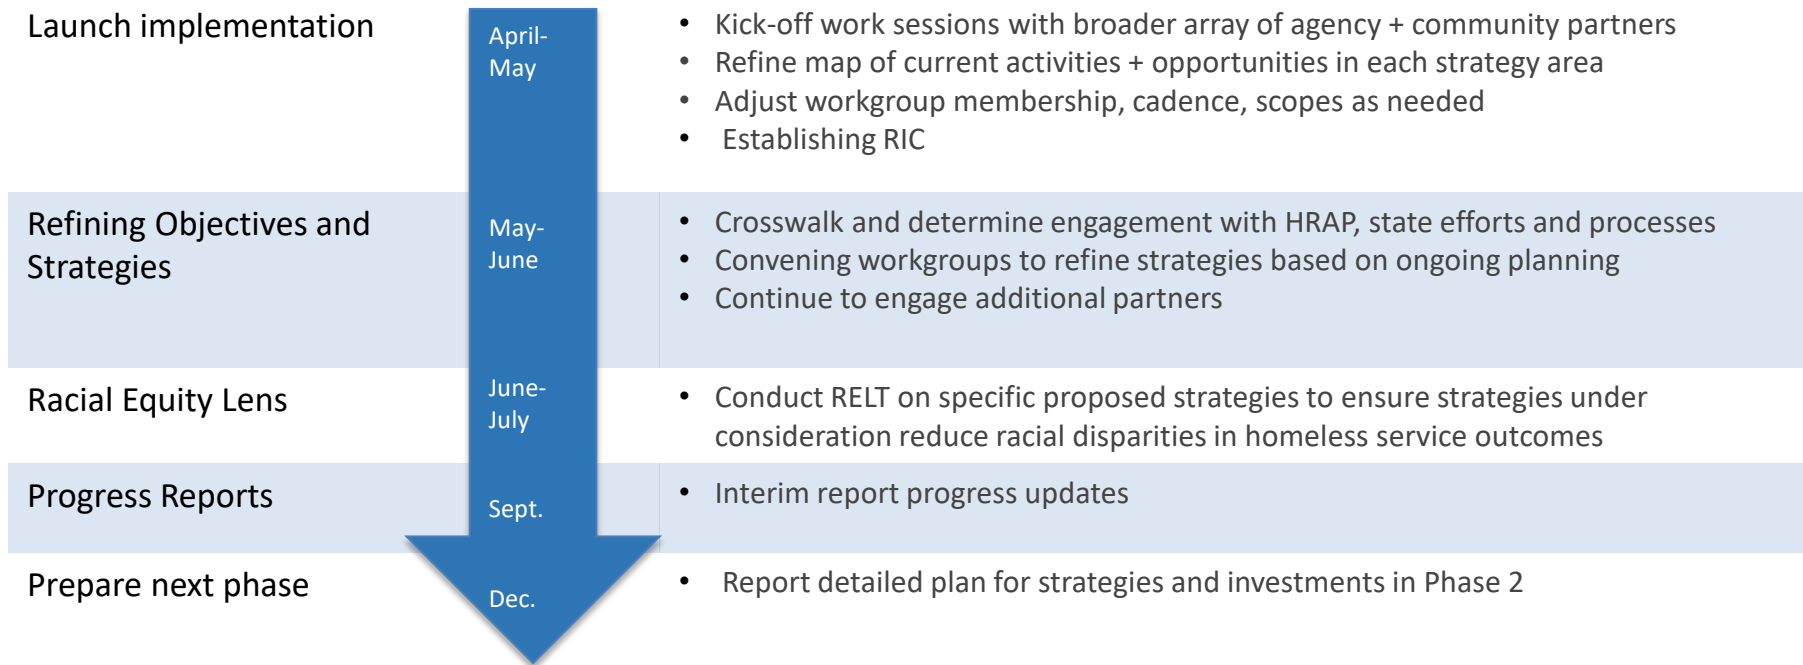 Launch implementation
April-
May
• Kick-off work sessions with broader array of agency + community partners
• Refine map of current activities + opportunities in each strategy area
• Adjust workgroup membership, cadence, scopes as needed
• Establishing RIC
Refining Objectives and
Strategies
May-
June
• Crosswalk and determine engagement with HRAP, state efforts and processes
• Convening workgroups to refine strategies based on ongoing planning
• Continue to engage additional partners
Racial Equity Lens
June-
July
• Conduct RELT on specific proposed strategies to ensure strategies under
consideration reduce racial disparities in homeless service outcomes
Progress Reports
Sept.
• Interim report progress updates
Prepare next phase
Dec.
• Report detailed plan for strategies and investments in Phase 2